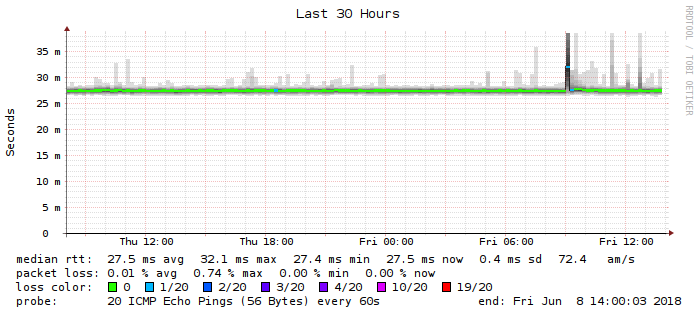 Last 30 Hours
RRDTOOL / TOBI OETIKER
Seconds
35 m
30 m
25 m
20 m
15 m
10 m
5 m
0
Thu 12:00 Thu 18:00 Fri 00:00 Fri 06:00 Fri 12:00
median rtt: 27.5 ms avg 32.1 ms max 27.4 ms min 27.5 ms now 0.4 ms sd 72.4 am/s
packet loss: 0.01 % avg 0.74 % max 0.00 % min 0.00 % now
loss color: 0 1/20 2/20 3/20 4/20 10/20 19/20
probe: 20 ICMP Echo Pings (56 Bytes) every 60s end: Fri Jun 8 14:00:03 2018